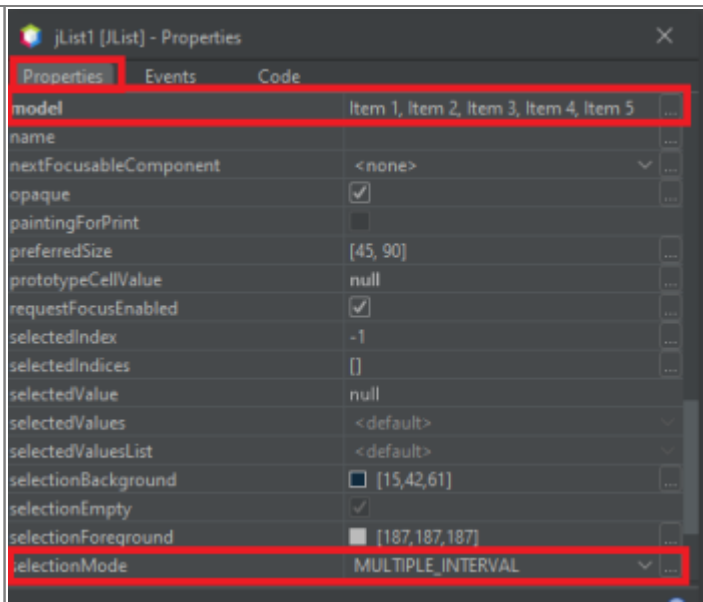 jList1 [JList] - Properties
Properties Events Code
model Item 1, Item 2, Item 3, Item 4, Item 5 ...
name ...
nextFocusableComponent <none> ...
opaque ...
paintingForPrint
preferredSize [45, 90] ...
prototypeCellValue null ...
requestFocusEnabled ...
selectedIndex -1 ...
selectedIndices [] ...
selectedValue null
selectedValues <default>
selectedValuesList <default>
selectionBackground [15,42,61] ...
selectionEmpty
selectionForeground [187,187,187] ...
selectionMode MULTIPLE_INTERVAL ...